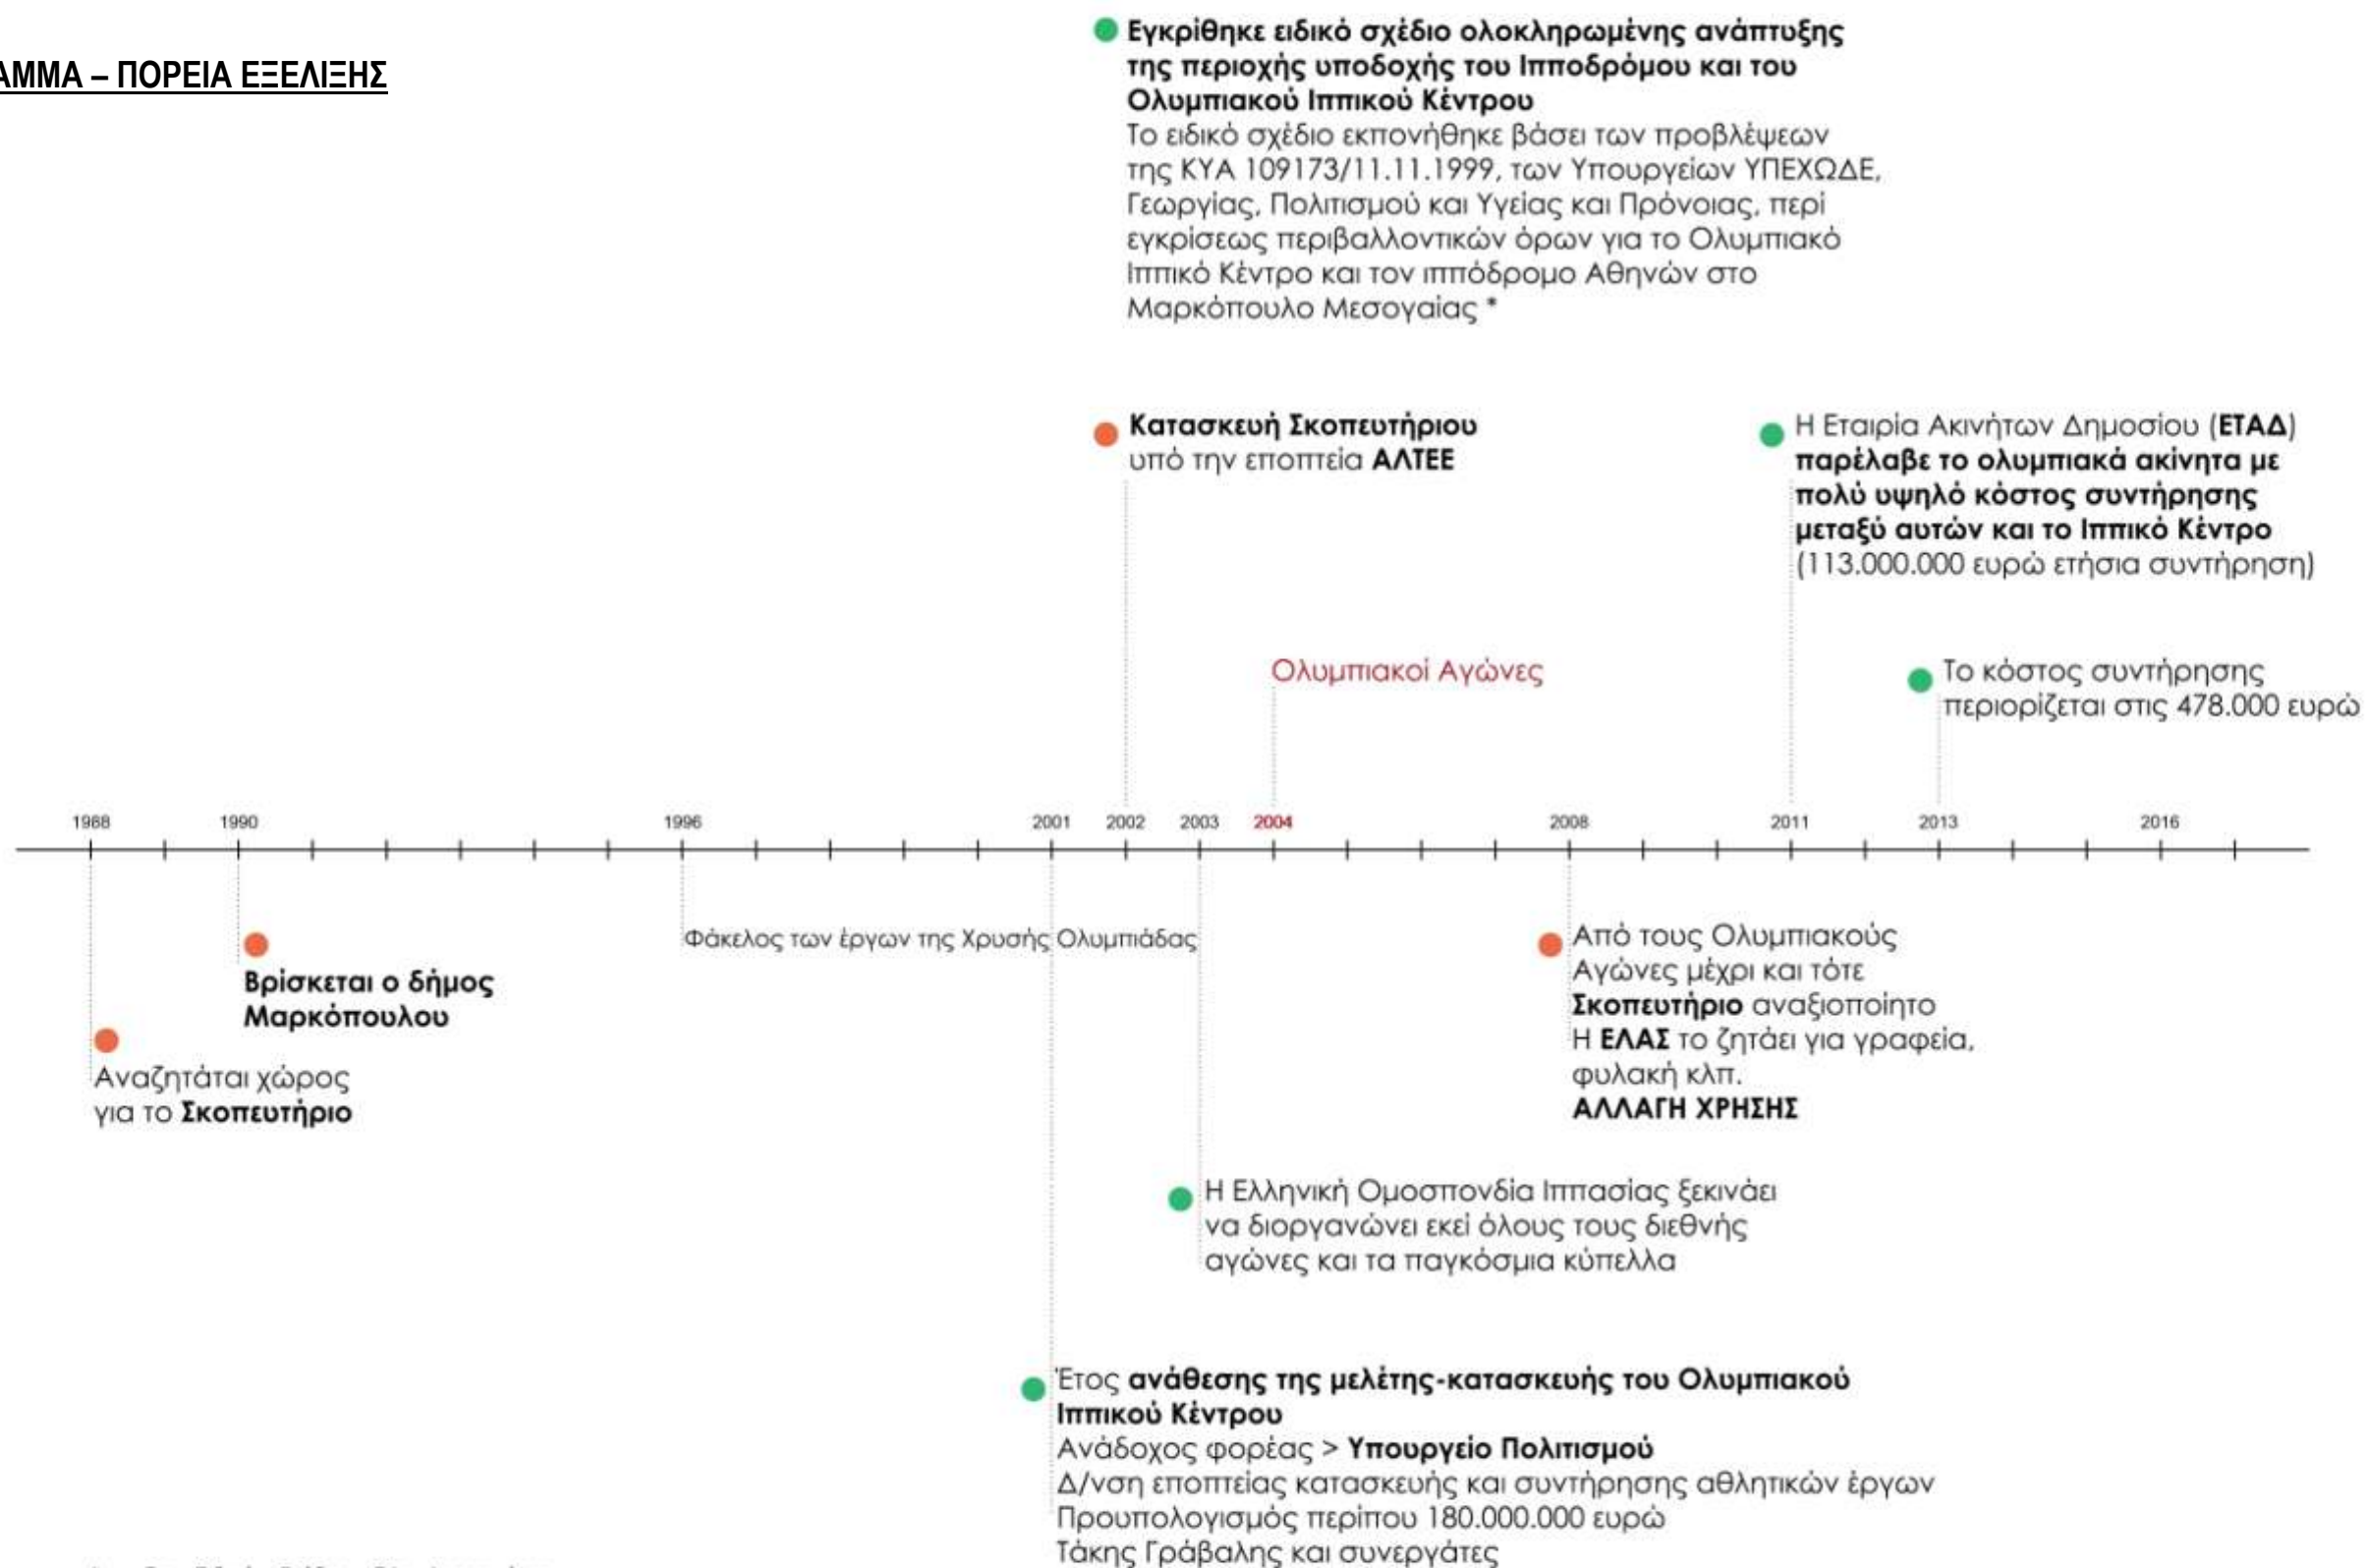 ΑΜΜΑ – ΠΟΡΕΙΑ ΕΞΕΛΙΞΗΣ
Εγκρίθηκε ειδικό σχέδιο ολοκληρωμένης ανάπτυξης
της περιοχής υποδοχής του Ιπποδρόμου και του
Ολυμπιακού Ιππικού Κέντρου
Το ειδικό σχέδιο εκπονήθηκε βάσει των προβλέψεων
της ΚΥΑ 109173/11.11.1999, των Υπουργείων ΥΠΕΧΩΔΕ,
Γεωργίας, Πολιτισμού και Υγείας και Πρόνοιας, περί
εγκρίσεως περιβαλλοντικών όρων για το Ολυμπιακό
Ιππικό Κέντρο και τον ιππόδρομο Αθηνών στο
Μαρκόπουλο Μεσογαίας *
Κατασκευή Σκοπευτήριου
υπό την εποπτεία ΑΛΤΕΕ
Η Εταιρία Ακινήτων Δημοσίου (ΕΤΑΔ)
παρέλαβε το ολυμπιακά ακίνητα με
πολύ υψηλό κόστος συντήρησης
μεταξύ αυτών και το Ιππικό Κέντρο
(113.000.000 ευρώ ετήσια συντήρηση)
Ολυμπιακοί Αγώνες
Το κόστος συντήρησης
περιορίζεται στις 478.000 ευρώ
1988 1990 1996 2001 2002 2003 2004 2008 2011 2013 2016
Φάκελος των έργων της Χρυσής Ολυμπιάδας
Βρίσκεται ο δήμος
Μαρκόπουλου
Αναζητάται χώρος
για το Σκοπευτήριο
Από τους Ολυμπιακούς
Αγώνες μέχρι και τότε
Σκοπευτήριο αναξιοποίητο
Η ΕΛΑΣ το ζητάει για γραφεία,
φυλακή κλπ.
ΑΛΛΑΓΗ ΧΡΗΣΗΣ
Η Ελληνική Ομοσπονδία Ιππασίας ξεκινάει
να διοργανώνει εκεί όλους τους διεθνής
αγώνες και τα παγκόσμια κύπελλα
Έτος ανάθεσης της μελέτης-κατασκευής του Ολυμπιακού
Ιππικού Κέντρου
Ανάδοχος φορέας > Υπουργείο Πολιτισμού
Δ/νση εποπτείας κατασκευής και συντήρησης αθλητικών έργων
Προυπολογισμός περίπου 180.000.000 ευρώ
Τάκης Γράβαλης και συνεργάτες